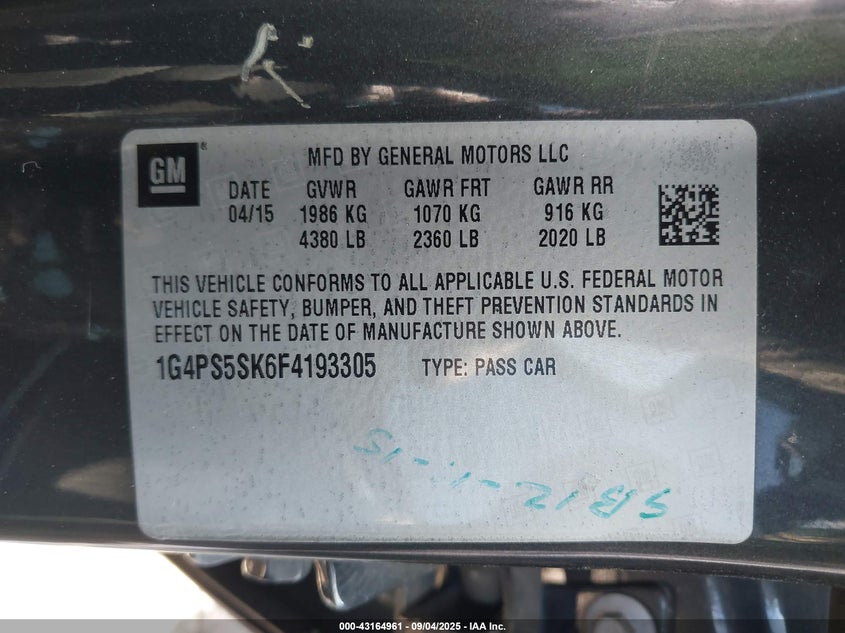 GM
MFD BY GENERAL MOTORS LLC
DATE GVWR GAWR FRT GAWR RR
04/15 1986 KG 1070 KG 916 KG
4380 LB 2360 LB 2020 LB
THIS VEHICLE CONFORMS TO ALL APPLICABLE U.S. FEDERAL MOTOR
VEHICLE SAFETY, BUMPER, AND THEFT PREVENTION STANDARDS IN
EFFECT ON THE DATE OF MANUFACTURE SHOWN ABOVE.
1G4PS5SK6F4193305 TYPE: PASS CAR
000-43164961 - 09/04/2025 - IAA Inc.